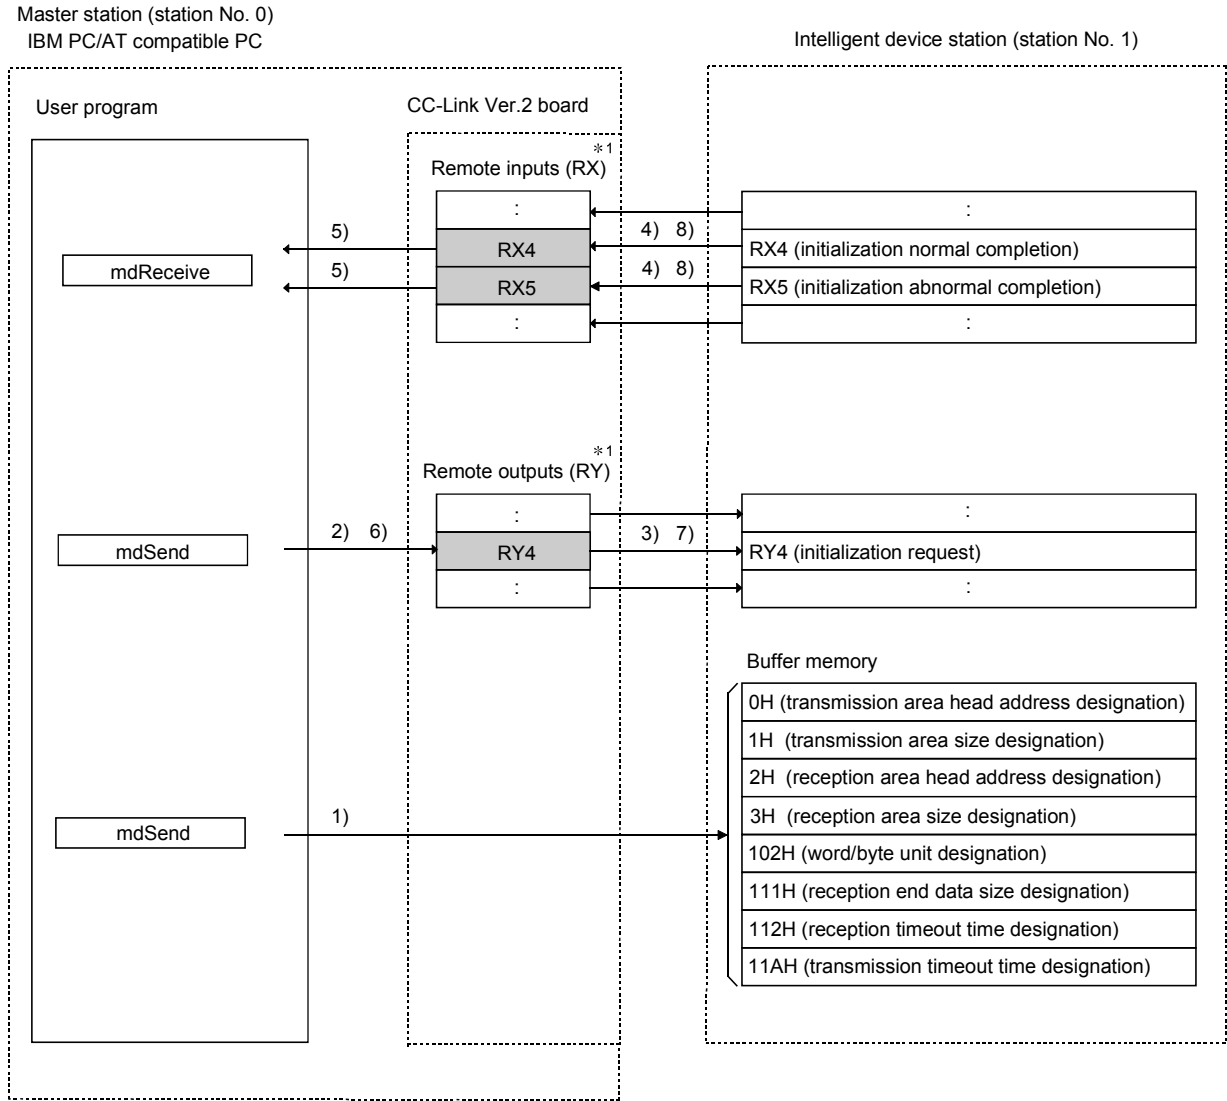 Master station (station No. 0)
IBM PC/AT compatible PC
Intelligent device station (station No. 1)
User program
CC-Link Ver.2 board
*1
Remote inputs (RX)
:
:
5)
RX4
4) 8)
RX4 (initialization normal completion)
mdReceive
5)
RX5
4) 8)
RX5 (initialization abnormal completion)
:
:
*1
Remote outputs (RY)
:
:
mdSend
2) 6)
RY4
3) 7)
RY4 (initialization request)
:
:
Buffer memory
0H (transmission area head address designation)
1H (transmission area size designation)
2H (reception area head address designation)
mdSend
1)
3H (reception area size designation)
102H (word/byte unit designation)
111H (reception end data size designation)
112H (reception timeout time designation)
11AH (transmission timeout time designation)